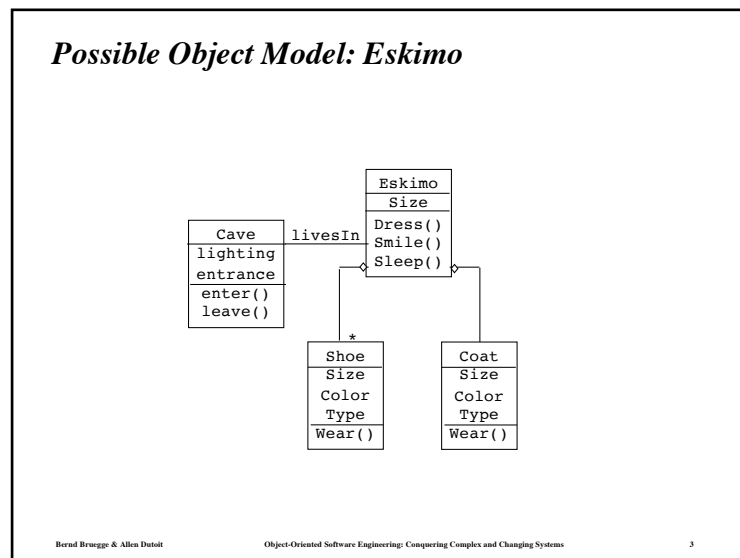 Possible Object Model: Eskimo
Eskimo
Size
Dress()
Smile()
Sleep()
Cave
lighting
entrance
enter()
leave()
livesIn
*
Shoe
Size
Color
Type
Wear()
Coat
Size
Color
Type
Wear()
Bernd Bruegge & Allen Dutoit Object-Oriented Software Engineering: Conquering Complex and Changing Systems 3